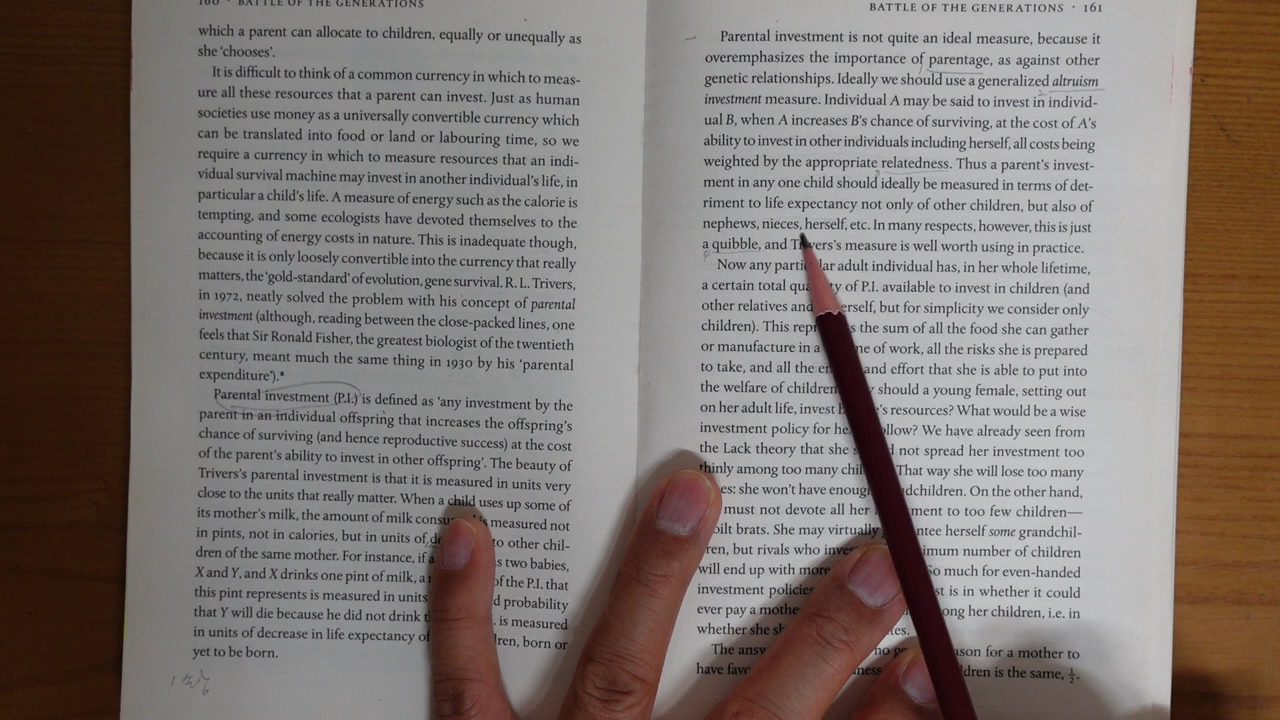 160 · BATTLE OF THE GENERATIONS
which a parent can allocate to children, equally or unequally as
she ‘chooses’.
It is difficult to think of a common currency in which to meas-
ure all these resources that a parent can invest. Just as human
societies use money as a universally convertible currency which
can be translated into food or land or labouring time, so we
require a currency in which to measure resources that an indi-
vidual survival machine may invest in another individual’s life, in
particular a child’s life. A measure of energy such as the calorie is
tempting, and some ecologists have devoted themselves to the
accounting of energy costs in nature. This is inadequate though,
because it is only loosely convertible into the currency that really
matters, the ‘gold-standard’ of evolution, gene survival. R. L. Trivers,
in 1972, neatly solved the problem with his concept of parental
investment (although, reading between the close-packed lines, one
feels that Sir Ronald Fisher, the greatest biologist of the twentieth
century, meant much the same thing in 1930 by his ‘parental
expenditure’).*
Parental investment (P.I.) is defined as ‘any investment by the
parent in an individual offspring that increases the offspring’s
chance of surviving (and hence reproductive success) at the cost
of the parent’s ability to invest in other offspring’. The beauty of
Trivers’s parental investment is that it is measured in units very
close to the units that really matter. When a child uses up some of
its mother’s milk, the amount of milk is measured not
in pints, not in calories, but in units of to other chil-
dren of the same mother. For instance, if a two babies,
X and Y, and X drinks one pint of milk, a of the P.I. that
this pint represents is measured in units probability
that Y will die because he did not drink is measured
in units of decrease in life expectancy of born or
yet to be born.
BATTLE OF THE GENERATIONS · 161
Parental investment is not quite an ideal measure, because it
overemphasizes the importance of parentage, as against other
genetic relationships. Ideally we should use a generalized altruism
investment measure. Individual A may be said to invest in individ-
ual B, when A increases B’s chance of surviving, at the cost of A’s
ability to invest in other individuals including herself, all costs being
weighted by the appropriate relatedness. Thus a parent’s invest-
ment in any one child should ideally be measured in terms of det-
riment to life expectancy not only of other children, but also of
nephews, nieces, herself, etc. In many respects, however, this is just
a quibble, and Trivers’s measure is well worth using in practice.
Now any particular adult individual has, in her whole lifetime,
a certain total of P.I. available to invest in children (and
other relatives and herself, but for simplicity we consider only
children). This the sum of all the food she can gather
or manufacture in a of work, all the risks she is prepared
to take, and all the and effort that she is able to put into
the welfare of children. should a young female, setting out
on her adult life, invest resources? What would be a wise
investment policy for follow? We have already seen from
the Lack theory that she not spread her investment too
thinly among too many That way she will lose too many
she won’t have enough On the other hand,
must not devote all her to too few children—
brats. She may virtually herself some grandchil-
dren, but rivals who number of children
will end up with more So much for even-handed
investment policies. is in whether it could
ever pay a mother among her children, i.e. in
whether she
The no reason for a mother to
have is the same, ½.